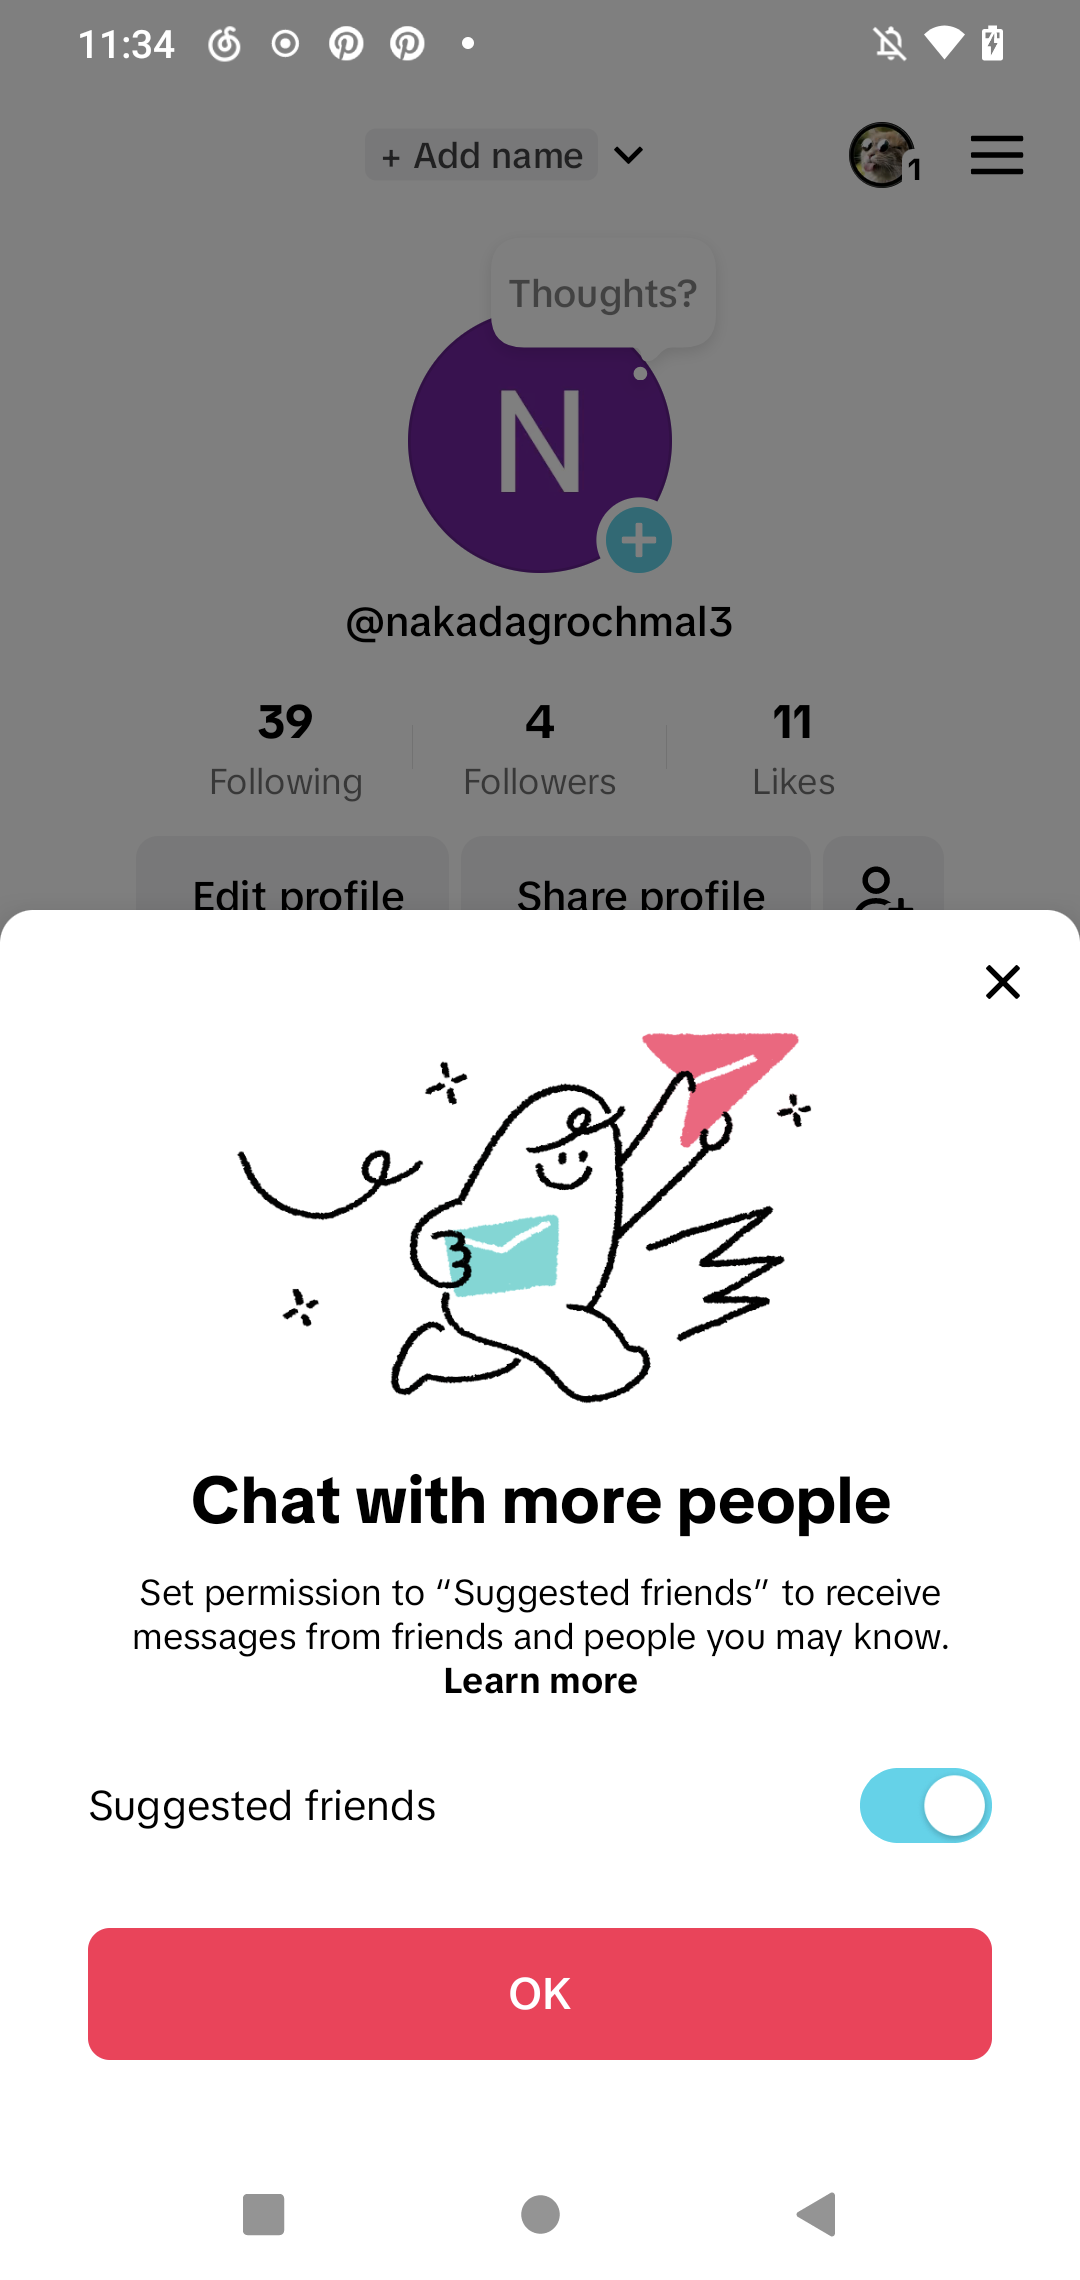 11:34
+ Add name
1
Thoughts?
N
@nakadagrochmal3
39
Following
4
Followers
11
Likes
Edit profile
Share profile
Chat with more people
Set permission to “Suggested friends” to receive
messages from friends and people you may know.
Learn more
Suggested friends
OK